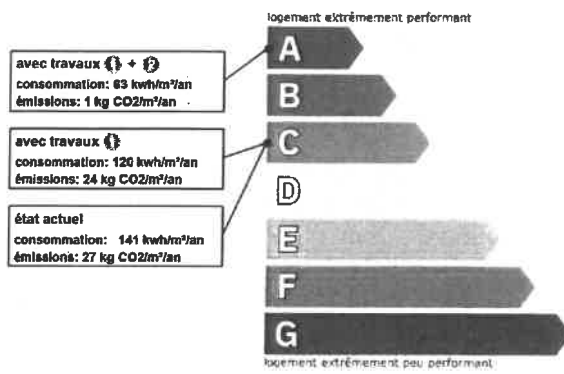 logement extrêmement performant
A
avec travaux 1 + 2
consommation: 63 kwh/m²/an
émissions: 1 kg CO2/m²/an
B
avec travaux 1
consommation: 120 kwh/m²/an
émissions: 24 kg CO2/m²/an
C
D
état actuel
consommation: 141 kwh/m²/an
émissions: 27 kg CO2/m²/an
E
F
G
logement extrêmement peu performant